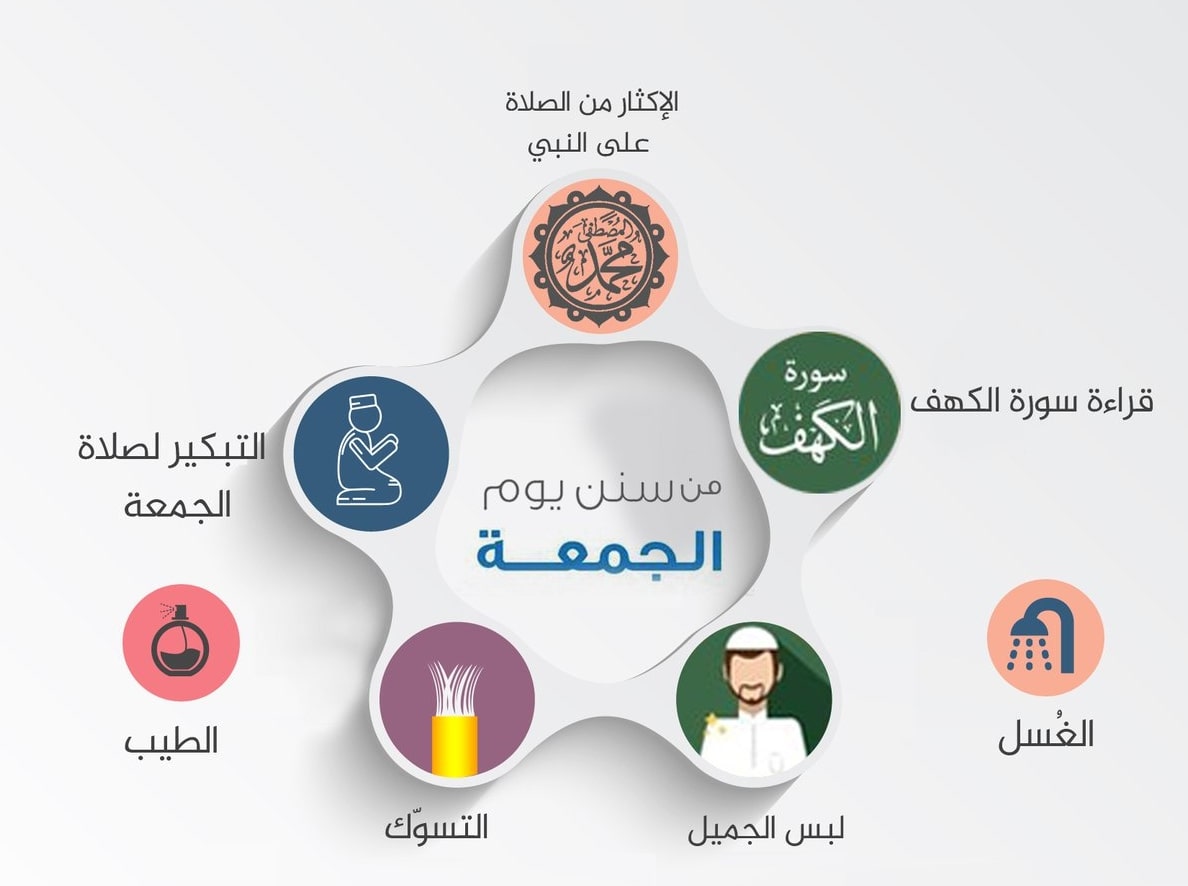 الإكثار من الصلاة
على النبي
المصطفى
محمد
سورة
الكهف
قراءة سورة الكهف
التبكير لصلاة
الجمعة
من سنن يوم
الجمعـــة
الغُسل
الطيب
لبس الجميل
التسوّك